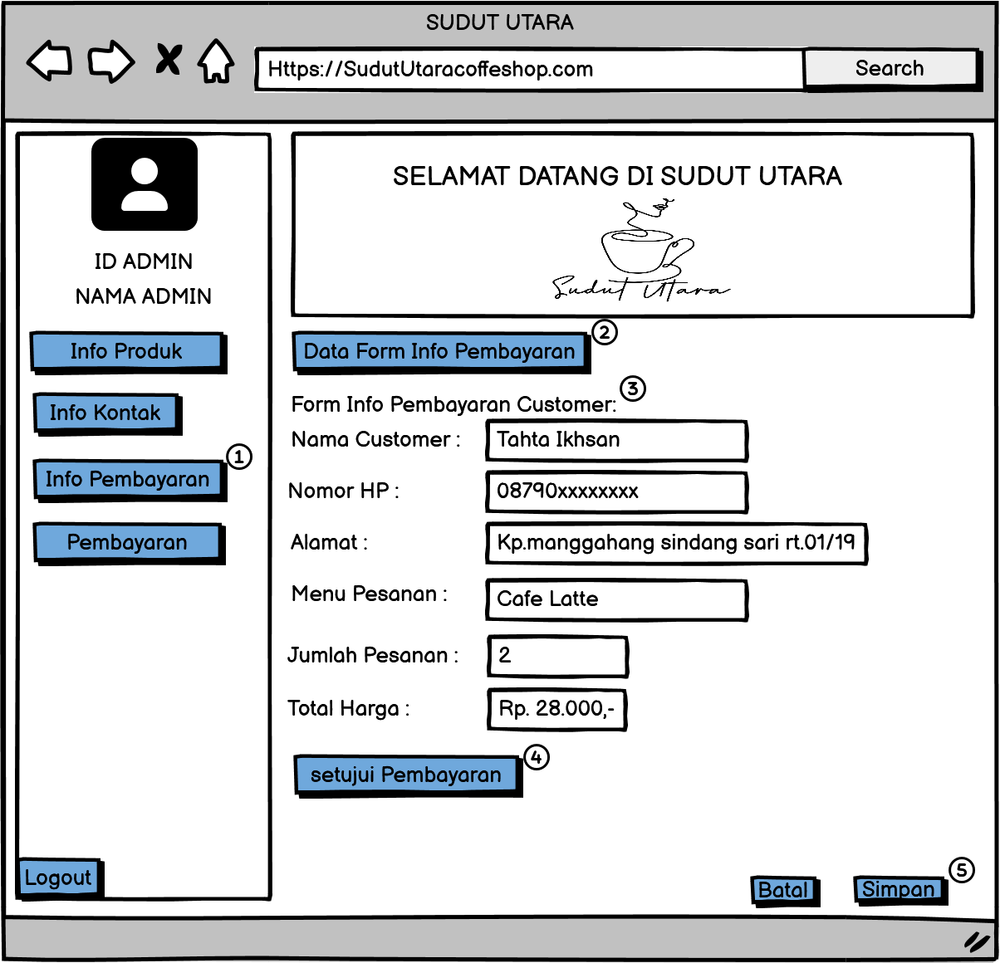 SUDUT UTARA
Https://SudutUtaracoffeshop.com
Search
ID ADMIN
NAMA ADMIN
Info Produk
Info Kontak
1
Info Pembayaran
Pembayaran
Logout
SELAMAT DATANG DI SUDUT UTARA
Sudut Utara
2
Data Form Info Pembayaran
3
Form Info Pembayaran Customer:
Nama Customer : Tahta Ikhsan
Nomor HP : 08790xxxxxxxx
Alamat : Kp.manggahang sindang sari rt.01/19
Menu Pesanan : Cafe Latte
Jumlah Pesanan : 2
Total Harga : Rp. 28.000,-
4
setujui Pembayaran
5
Batal Simpan